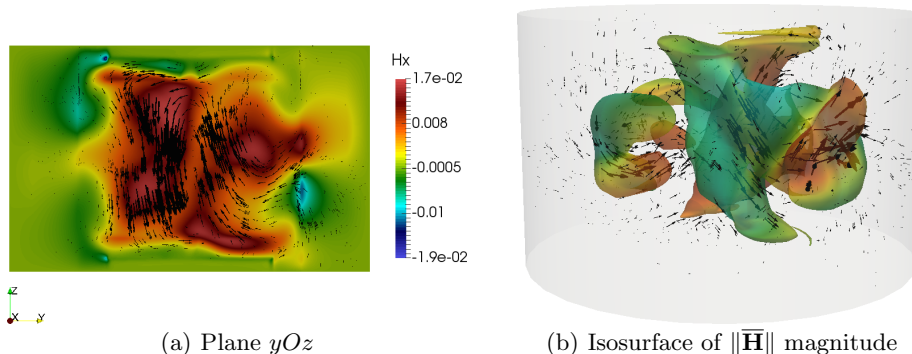 Hx
1.7e-02
0.008
-0.0005
-0.01
-1.9e-02
Z
X
Y
(a) Plane yOz
(b) Isosurface of ‖H̅‖ magnitude